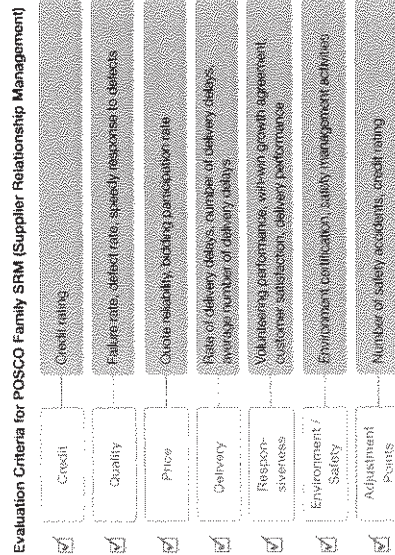 Evaluation Criteria for POSCO Family SRM (Supplier Relationship Management)
Credit
Credit rating
Quality
Failure rate, defect rate, speedy response to defects
Price
Quote reliability, bidding participation rate
Delivery
Rate of delivery delays, number of delivery delays,
average number of delivery delays
Respon-
siveness
Volunteering performance, win-win growth agreement,
customer satisfaction, delivery performance
Environment /
Safety
Environment certification, safety management activities
Adjustment
Points
Number of safety accidents, credit rating